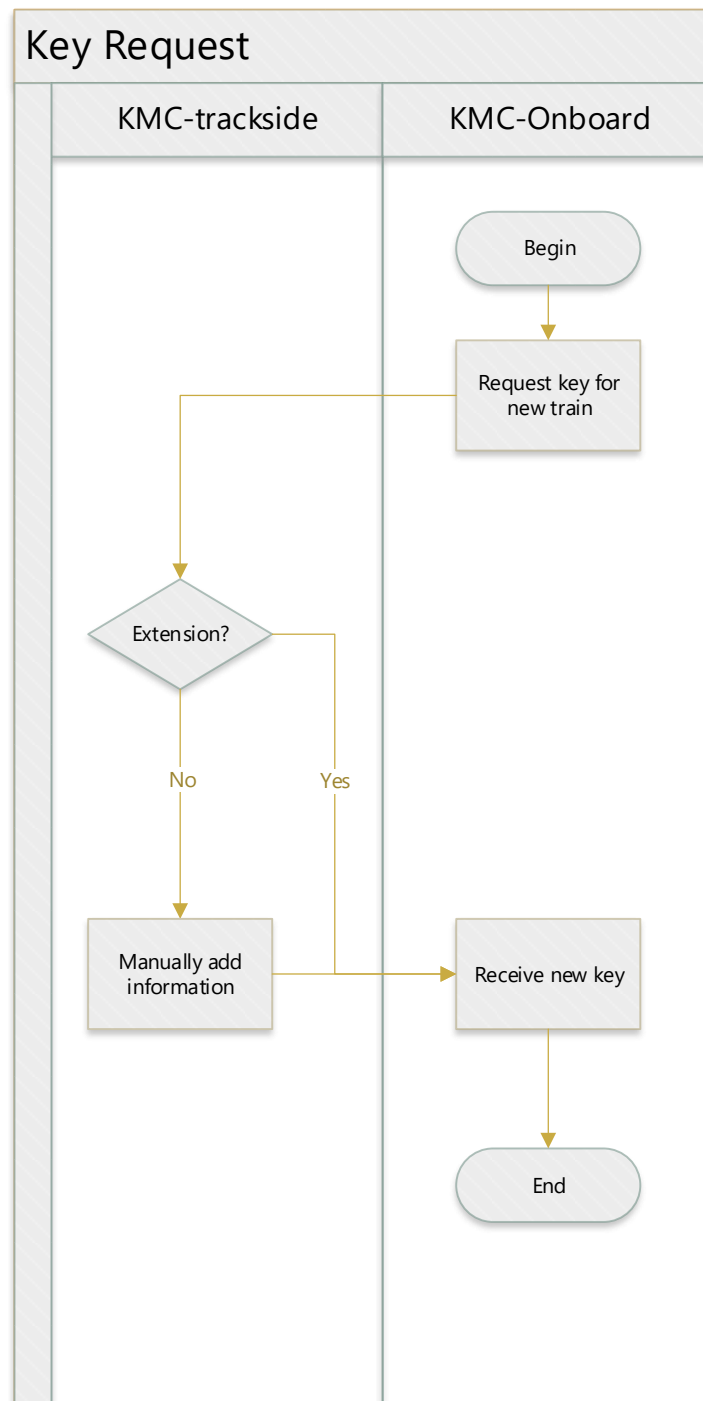 Key Request
KMC-trackside
KMC-Onboard
Begin
Request key for
new train
Extension?
No
Yes
Manually add
information
Receive new key
End